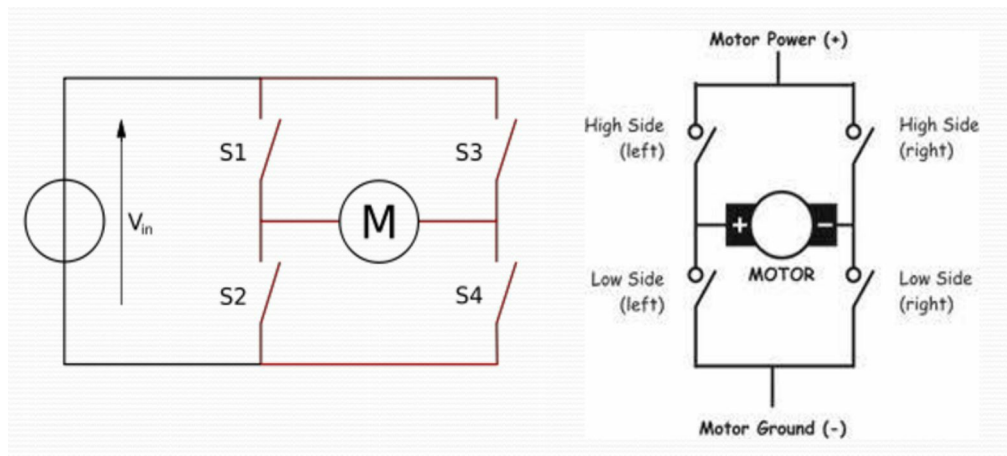 S1
S3
V_in
M
S2
S4
Motor Power (+)
High Side
(left)
High Side
(right)
+
−
MOTOR
Low Side
(left)
Low Side
(right)
Motor Ground (-)